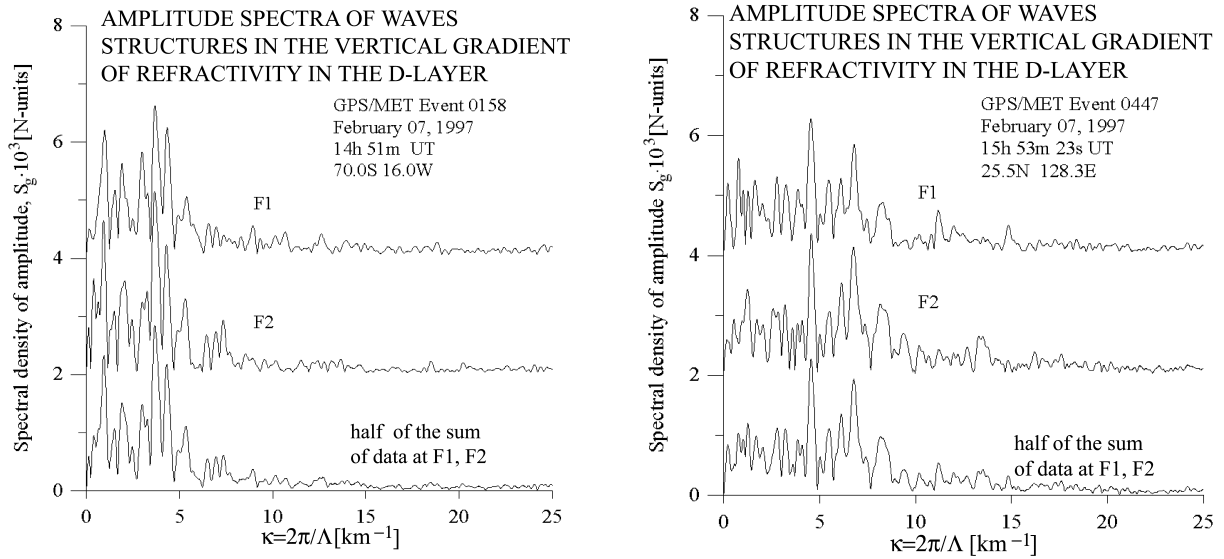 AMPLITUDE SPECTRA OF WAVES
STRUCTURES IN THE VERTICAL GRADIENT
OF REFRACTIVITY IN THE D-LAYER
GPS/MET Event 0158
February 07, 1997
14h 51m UT
70.0S 16.0W
Spectral density of amplitude, Sg·10³[N-units]
8
6
4
2
0
F1
F2
half of the sum
of data at F1, F2
0 5 10 15 20 25
κ=2π/Λ[km⁻¹]
AMPLITUDE SPECTRA OF WAVES
STRUCTURES IN THE VERTICAL GRADIENT
OF REFRACTIVITY IN THE D-LAYER
GPS/MET Event 0447
February 07, 1997
15h 53m 23s UT
25.5N 128.3E
Spectral density of amplitude Sg·10³[N-units]
8
6
4
2
0
F1
F2
half of the sum
of data at F1, F2
0 5 10 15 20 25
κ=2π/Λ[km⁻¹]